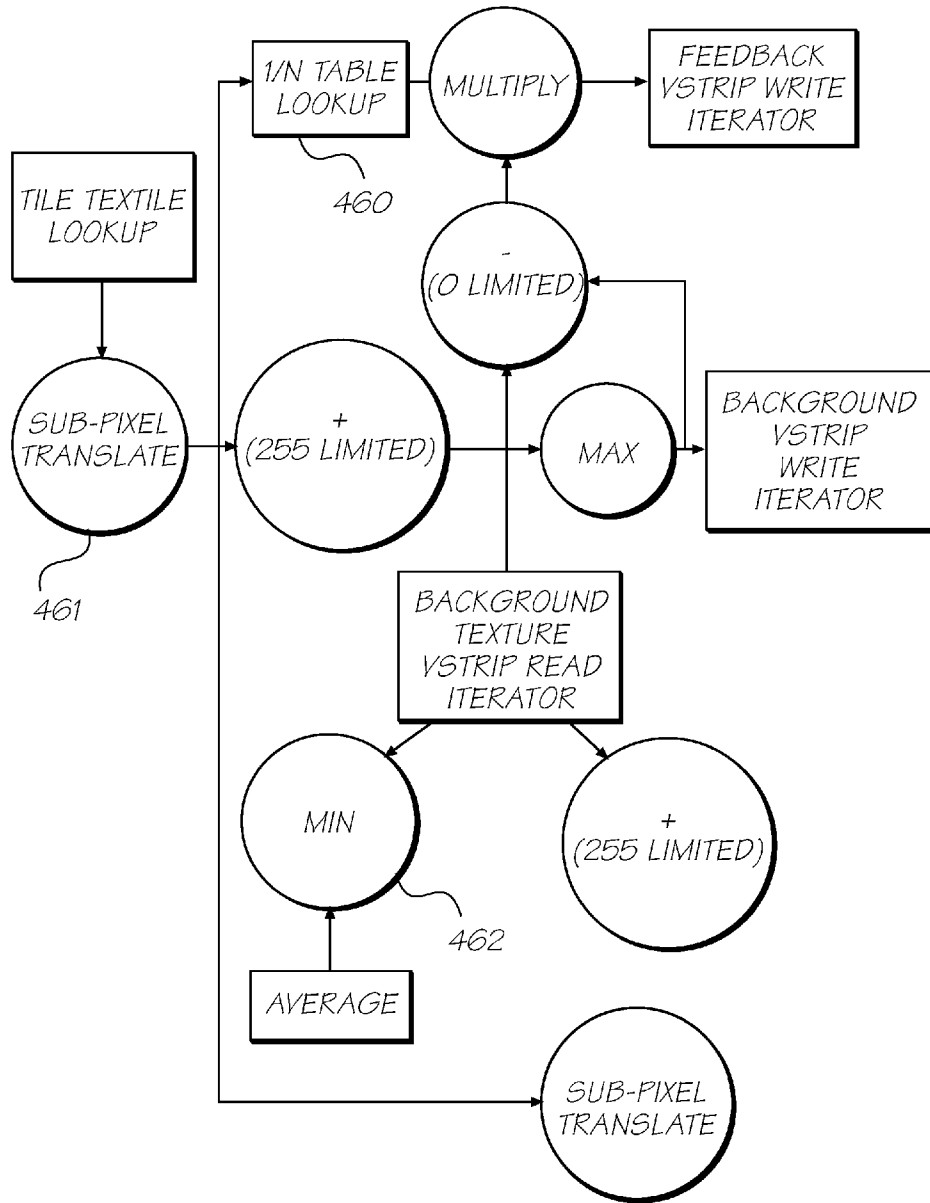 1/N TABLE
LOOKUP
MULTIPLY
FEEDBACK
VSTRIP WRITE
ITERATOR
460
TILE TEXTILE
LOOKUP
-
(0 LIMITED)
SUB-PIXEL
TRANSLATE
461
+
(255 LIMITED)
MAX
BACKGROUND
VSTRIP
WRITE
ITERATOR
BACKGROUND
TEXTURE
VSTRIP READ
ITERATOR
MIN
462
+
(255 LIMITED)
AVERAGE
SUB-PIXEL
TRANSLATE